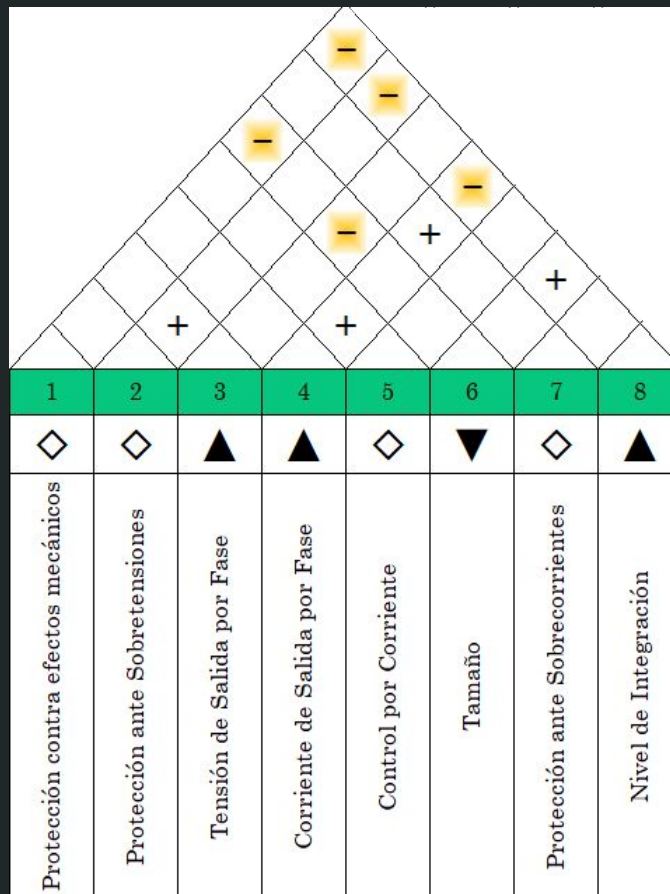 −
−
−
−
− +
+
+ +
1 2 3 4 5 6 7 8
Protección contra efectos mecánicos
Protección ante Sobretensiones
Tensión de Salida por Fase
Corriente de Salida por Fase
Control por Corriente
Tamaño
Protección ante Sobrecorrientes
Nivel de Integración